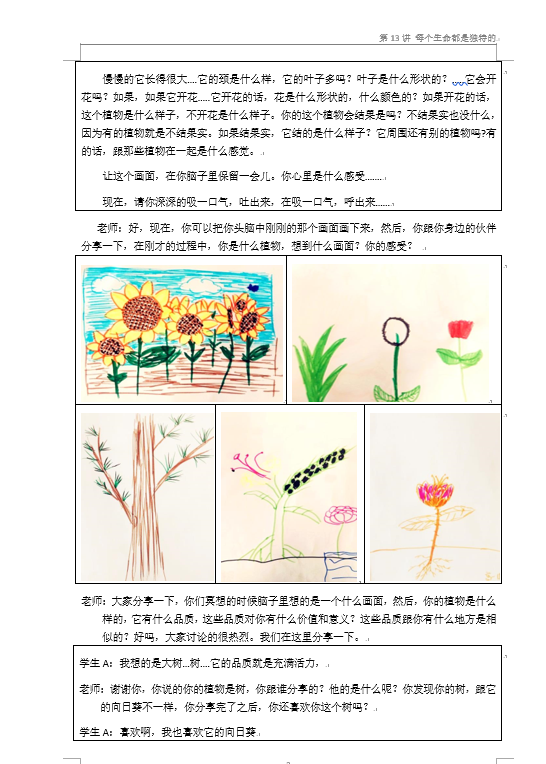 第 13 讲 每个生命都是独特的
慢慢的它长得很大....它的颈是什么样，它的叶子多吗？叶子是什么形状的？......它会开
花吗？如果，如果它开花.....它开花的话，花是什么形状的，什么颜色的？如果开花的话，
这个植物是什么样子，不开花是什么样子。你的这个植物会结果是吗？不结果实也没什么，
因为有的植物就是不结果实。如果结果实，它结的是什么样子？它周围还有别的植物吗?有
的话，跟那些植物在一起是什么感觉。
让这个画面，在你脑子里保留一会儿。你心里是什么感受.......
现在，请你深深的吸一口气，吐出来，在吸一口气，呼出来......
老师：好，现在，你可以把你头脑中刚刚的那个画面画下来，然后，你跟你身边的伙伴
分享一下，在刚才的过程中，你是什么植物，想到什么画面？你的感受？
老师：大家分享一下，你们冥想的时候脑子里想的是一个什么画面，然后，你的植物是什么
样的，它有什么品质，这些品质对你有什么价值和意义？这些品质跟你有什么地方是相
似的？好吗，大家讨论的很热烈。我们在这里分享一下。
学生 A：我想的是大树...树....它的品质就是充满活力，
老师：谢谢你，你说的你的植物是树，你跟谁分享的？他的是什么呢？你发现你的树，跟它
的向日葵不一样，你分享完了之后，你还喜欢你这个树吗？
学生 A：喜欢啊，我也喜欢它的向日葵